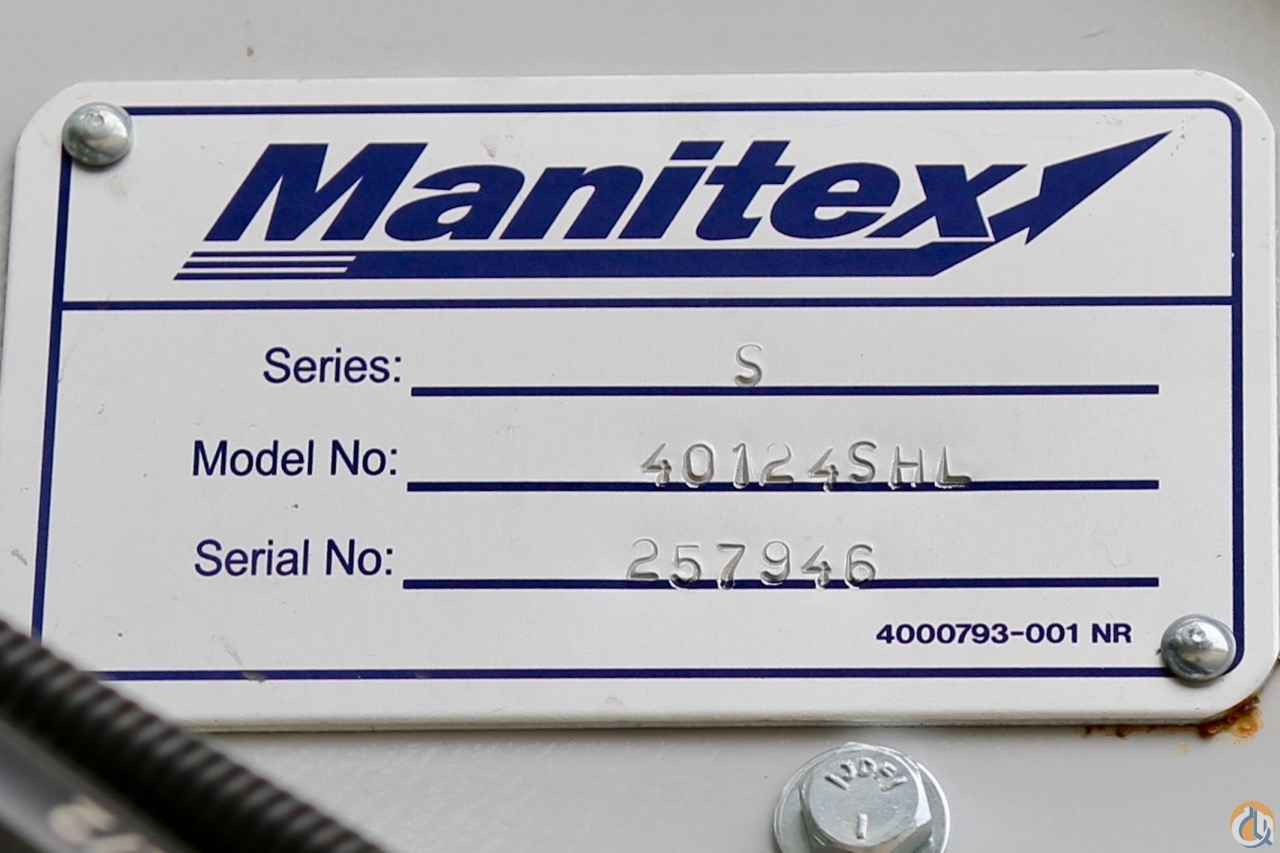 Manitex
Series: S
Model No: 40124SHL
Serial No: 257946
4000793-001 NR